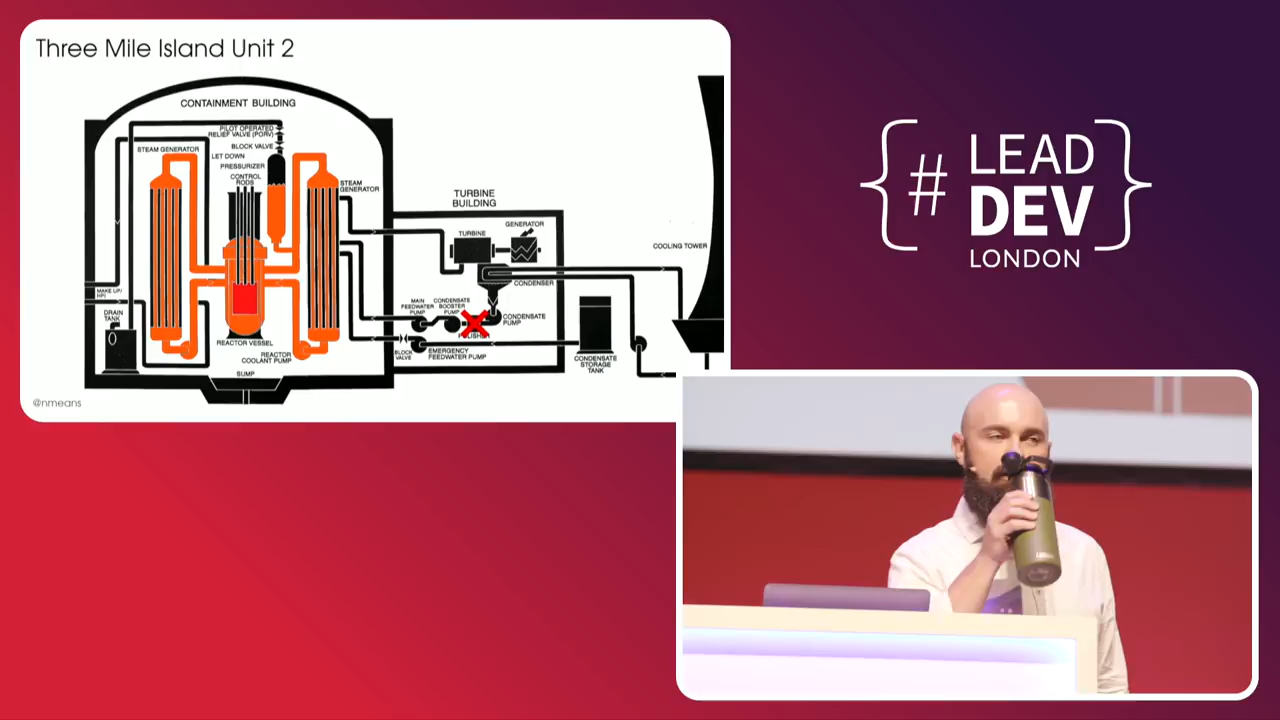 Three Mile Island Unit 2
CONTAINMENT BUILDING
PILOT OPERATED
RELIEF VALVE (PORV)
BLOCK VALVE
STEAM GENERATOR
LET DOWN
PRESSURIZER
CONTROL
RODS
STEAM
GENERATOR
TURBINE
BUILDING
GENERATOR
TURBINE
COOLING TOWER
CONDENSER
MAKE UP/
HPI
MAIN
FEEDWATER
PUMP
CONDENSATE
BOOSTER
PUMP
CONDENSATE
PUMP
DRAIN
TANK
REACTOR VESSEL
REACTOR
COOLANT PUMP
BLOCK
VALVE
EMERGENCY
FEEDWATER PUMP
CONDENSATE
STORAGE
TANK
SUMP
@nmeans
{# LEAD
DEV}
LONDON